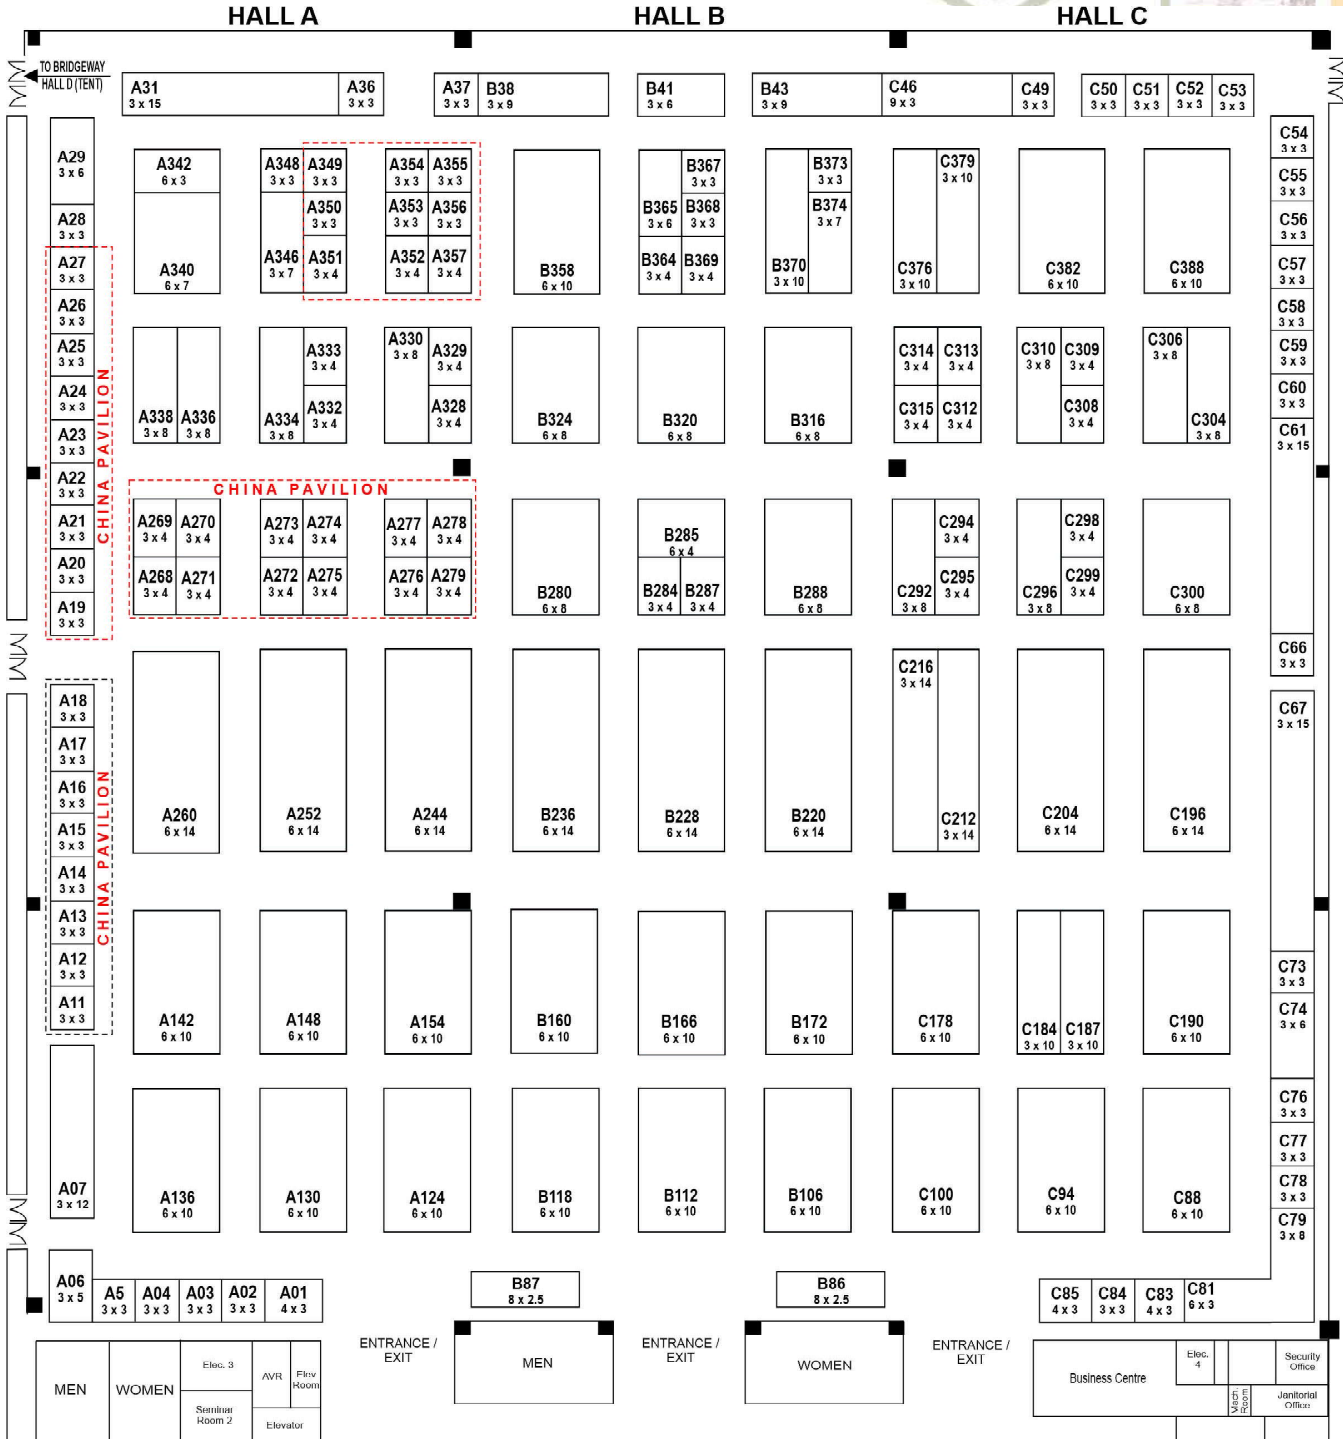 HALL A
HALL B
HALL C
TO BRIDGEWAY
HALL D (TENT)
A31
3 x 15
A36
3 x 3
A37
3 x 3
B38
3 x 9
B41
3 x 6
B43
3 x 9
C46
9 x 3
C49
3 x 3
C50
3 x 3
C51
3 x 3
C52
3 x 3
C53
3 x 3
A29
3 x 6
A28
3 x 3
A27
3 x 3
A26
3 x 3
A25
3 x 3
A24
3 x 3
A23
3 x 3
A22
3 x 3
A21
3 x 3
A20
3 x 3
A19
3 x 3
CHINA PAVILION
A18
3 x 3
A17
3 x 3
A16
3 x 3
A15
3 x 3
A14
3 x 3
A13
3 x 3
A12
3 x 3
A11
3 x 3
CHINA PAVILION
A07
3 x 12
A06
3 x 5
A342
6 x 3
A340
6 x 7
A348
3 x 3
A346
3 x 7
A349
3 x 3
A350
3 x 3
A351
3 x 4
A354
3 x 3
A355
3 x 3
A353
3 x 3
A356
3 x 3
A352
3 x 4
A357
3 x 4
B358
6 x 10
B367
3 x 3
B365
3 x 6
B368
3 x 3
B364
3 x 4
B369
3 x 4
B370
3 x 10
B373
3 x 3
B374
3 x 7
C376
3 x 10
C379
3 x 10
C382
6 x 10
C388
6 x 10
A338
3 x 8
A336
3 x 8
A334
3 x 8
A333
3 x 4
A332
3 x 4
A330
3 x 8
A329
3 x 4
A328
3 x 4
B324
6 x 8
B320
6 x 8
B316
6 x 8
C314
3 x 4
C313
3 x 4
C315
3 x 4
C312
3 x 4
C310
3 x 8
C309
3 x 4
C308
3 x 4
C306
3 x 8
C304
3 x 8
CHINA PAVILION
A269
3 x 4
A270
3 x 4
A268
3 x 4
A271
3 x 4
A273
3 x 4
A274
3 x 4
A272
3 x 4
A275
3 x 4
A277
3 x 4
A278
3 x 4
A276
3 x 4
A279
3 x 4
B280
6 x 8
B285
6 x 4
B284
3 x 4
B287
3 x 4
B288
6 x 8
C292
3 x 8
C294
3 x 4
C295
3 x 4
C296
3 x 8
C298
3 x 4
C299
3 x 4
C300
6 x 8
A260
6 x 14
A252
6 x 14
A244
6 x 14
B236
6 x 14
B228
6 x 14
B220
6 x 14
C216
3 x 14
C212
3 x 14
C204
6 x 14
C196
6 x 14
A142
6 x 10
A148
6 x 10
A154
6 x 10
B160
6 x 10
B166
6 x 10
B172
6 x 10
C178
6 x 10
C184
3 x 10
C187
3 x 10
C190
6 x 10
A136
6 x 10
A130
6 x 10
A124
6 x 10
B118
6 x 10
B112
6 x 10
B106
6 x 10
C100
6 x 10
C94
6 x 10
C88
6 x 10
C54
3 x 3
C55
3 x 3
C56
3 x 3
C57
3 x 3
C58
3 x 3
C59
3 x 3
C60
3 x 3
C61
3 x 15
C66
3 x 3
C67
3 x 15
C73
3 x 3
C74
3 x 6
C76
3 x 3
C77
3 x 3
C78
3 x 3
C79
3 x 8
A5
3 x 3
A04
3 x 3
A03
3 x 3
A02
3 x 3
A01
4 x 3
B87
8 x 2.5
B86
8 x 2.5
C85
4 x 3
C84
3 x 3
C83
4 x 3
C81
6 x 3
MEN
WOMEN
Elec. 3
Seminar
Room 2
AVR
Elev
Room
Elevator
ENTRANCE /
EXIT
MEN
ENTRANCE /
EXIT
WOMEN
ENTRANCE /
EXIT
Business Centre
Elec.
4
Mach.
Room
Security
Office
Janitorial
Office